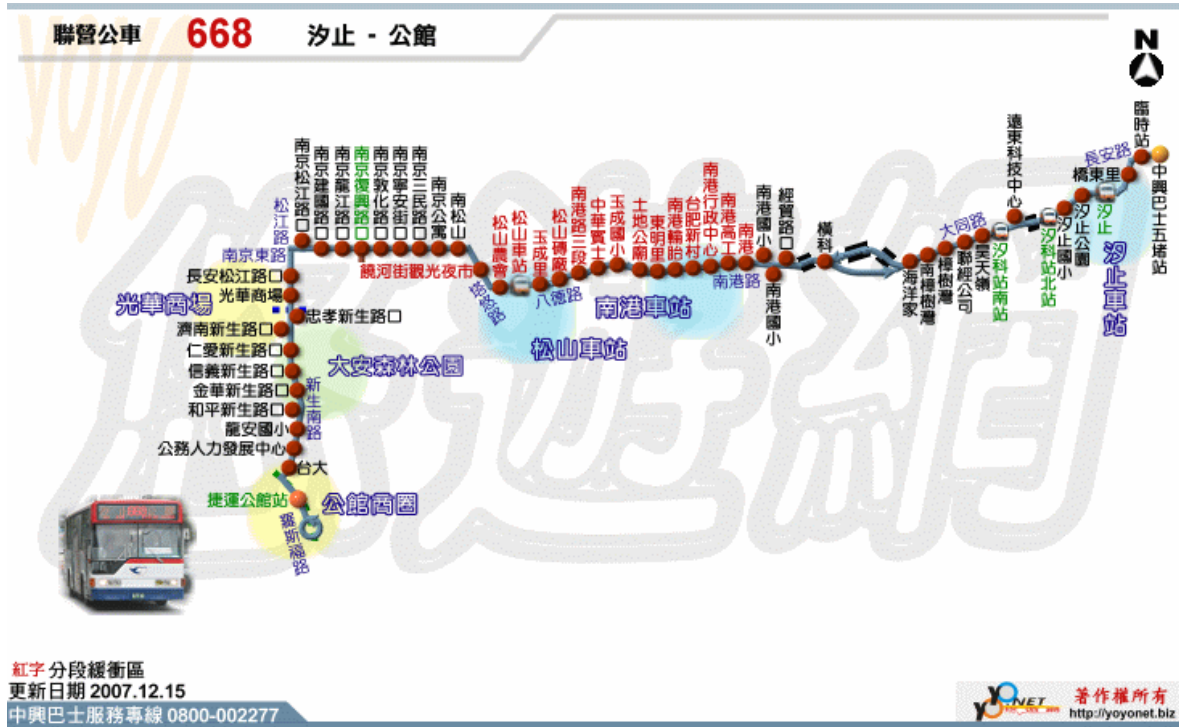 聯營公車 668 汐止 - 公館
N
臨時站
中興巴士五堵站
長安路
橋東里
汐止
汐止車站
汐止公園
汐止國小
汐科站北站
遠東科技中心
汐科站南站
昊天嶺
聯經公司
樟樹灣
南樟樹灣
海洋家
大同路
橫科
經貿路口
南港國小
南港國小
南港
南港高工
南港行政中心
台肥新村
南港輪胎
東明里
土地公廟
玉成國小
中華賓士
南港路三段
松山磚廠
玉成里
松山車站
松山農會
南港路
八德路
塔悠路
南港車站
松山車站
南松山
南京公寓
南京三民路口
南京寧安街口
南京敦化路口
南京復興路口
南京龍江路口
南京建國路口
南京松江路口
饒河街觀光夜市
松江路
南京東路
長安松江路口
光華商場
光華商場
忠孝新生路口
濟南新生路口
仁愛新生路口
信義新生路口
大安森林公園
金華新生路口
和平新生路口
新生南路
龍安國小
公務人力發展中心
台大
捷運公館站
公館商圈
羅斯福路
紅字 分段緩衝區
更新日期 2007.12.15
中興巴士服務專線 0800-002277
YOYO NET
著作權所有
http://yoyonet.biz